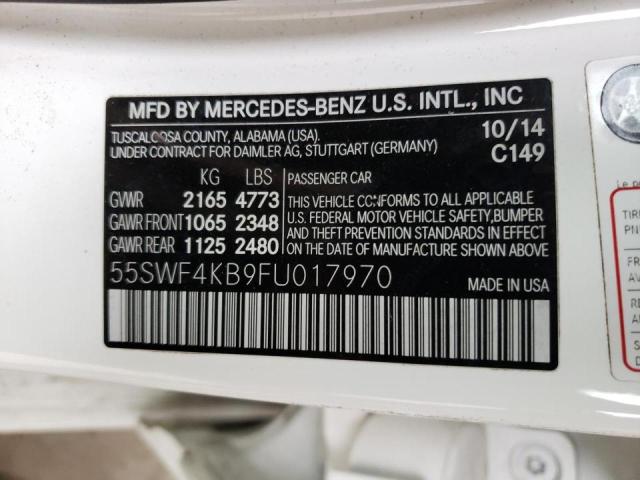 MFD BY MERCEDES-BENZ U.S. INTL., INC
TUSCALOOSA COUNTY, ALABAMA (USA). 10/14
UNDER CONTRACT FOR DAIMLER AG, STUTTGART (GERMANY) C149
KG LBS PASSENGER CAR
GVWR 2165 4773 THIS VEHICLE CONFORMS TO ALL APPLICABLE
GAWR FRONT 1065 2348 U.S. FEDERAL MOTOR VEHICLE SAFETY,BUMPER
GAWR REAR 1125 2480 AND THEFT PREVENTION STANDARDS IN EFFECT
ON THE DATE OF MANUFACTURE SHOWN ABOVE.
55SWF4KB9FU017970
Le
TIRE